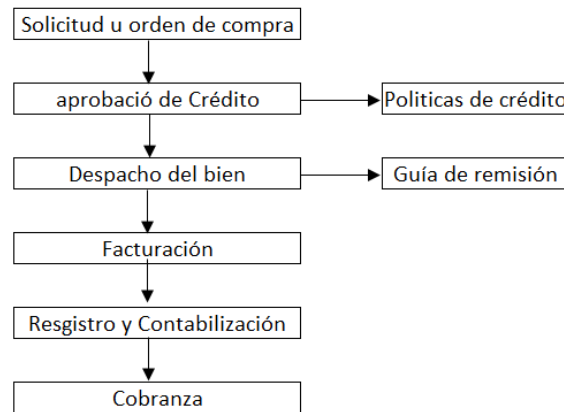 Solicitud u orden de compra
aprobació de Crédito
Politicas de crédito
Despacho del bien
Guía de remisión
Facturación
Resgistro y Contabilización
Cobranza